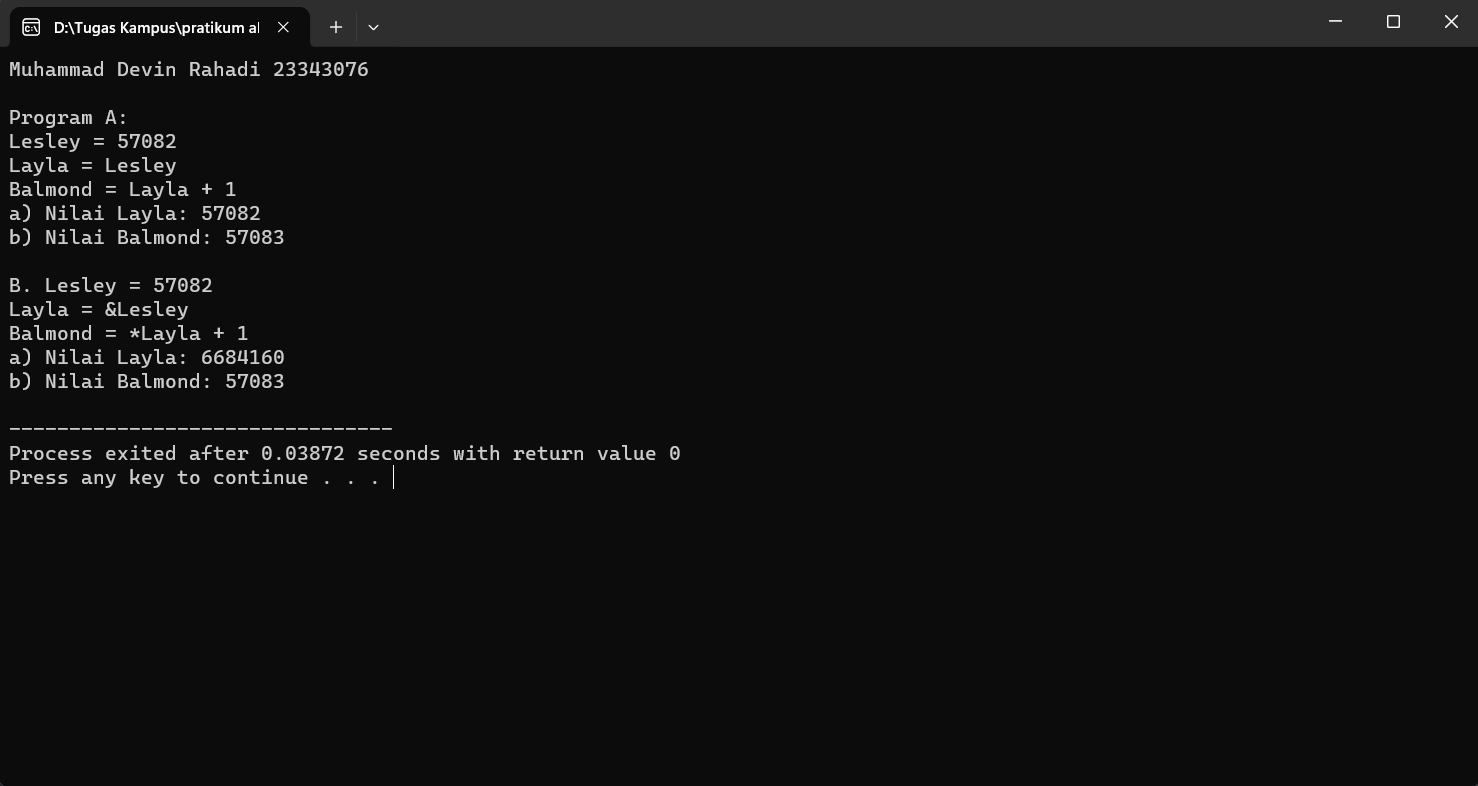 D:\Tugas Kampus\pratikum al
Muhammad Devin Rahadi 23343076
Program A:
Lesley = 57082
Layla = Lesley
Balmond = Layla + 1
a) Nilai Layla: 57082
b) Nilai Balmond: 57083
B. Lesley = 57082
Layla = &Lesley
Balmond = *Layla + 1
a) Nilai Layla: 6684160
b) Nilai Balmond: 57083
--------------------------------
Process exited after 0.03872 seconds with return value 0
Press any key to continue . . .